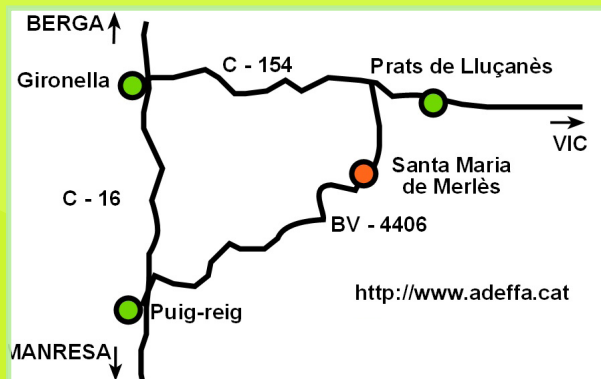 BERGA
Gironella
C - 154
Prats de Lluçanès
VIC
Santa Maria
de Merlès
C - 16
BV - 4406
http://www.adeffa.cat
Puig-reig
MANRESA